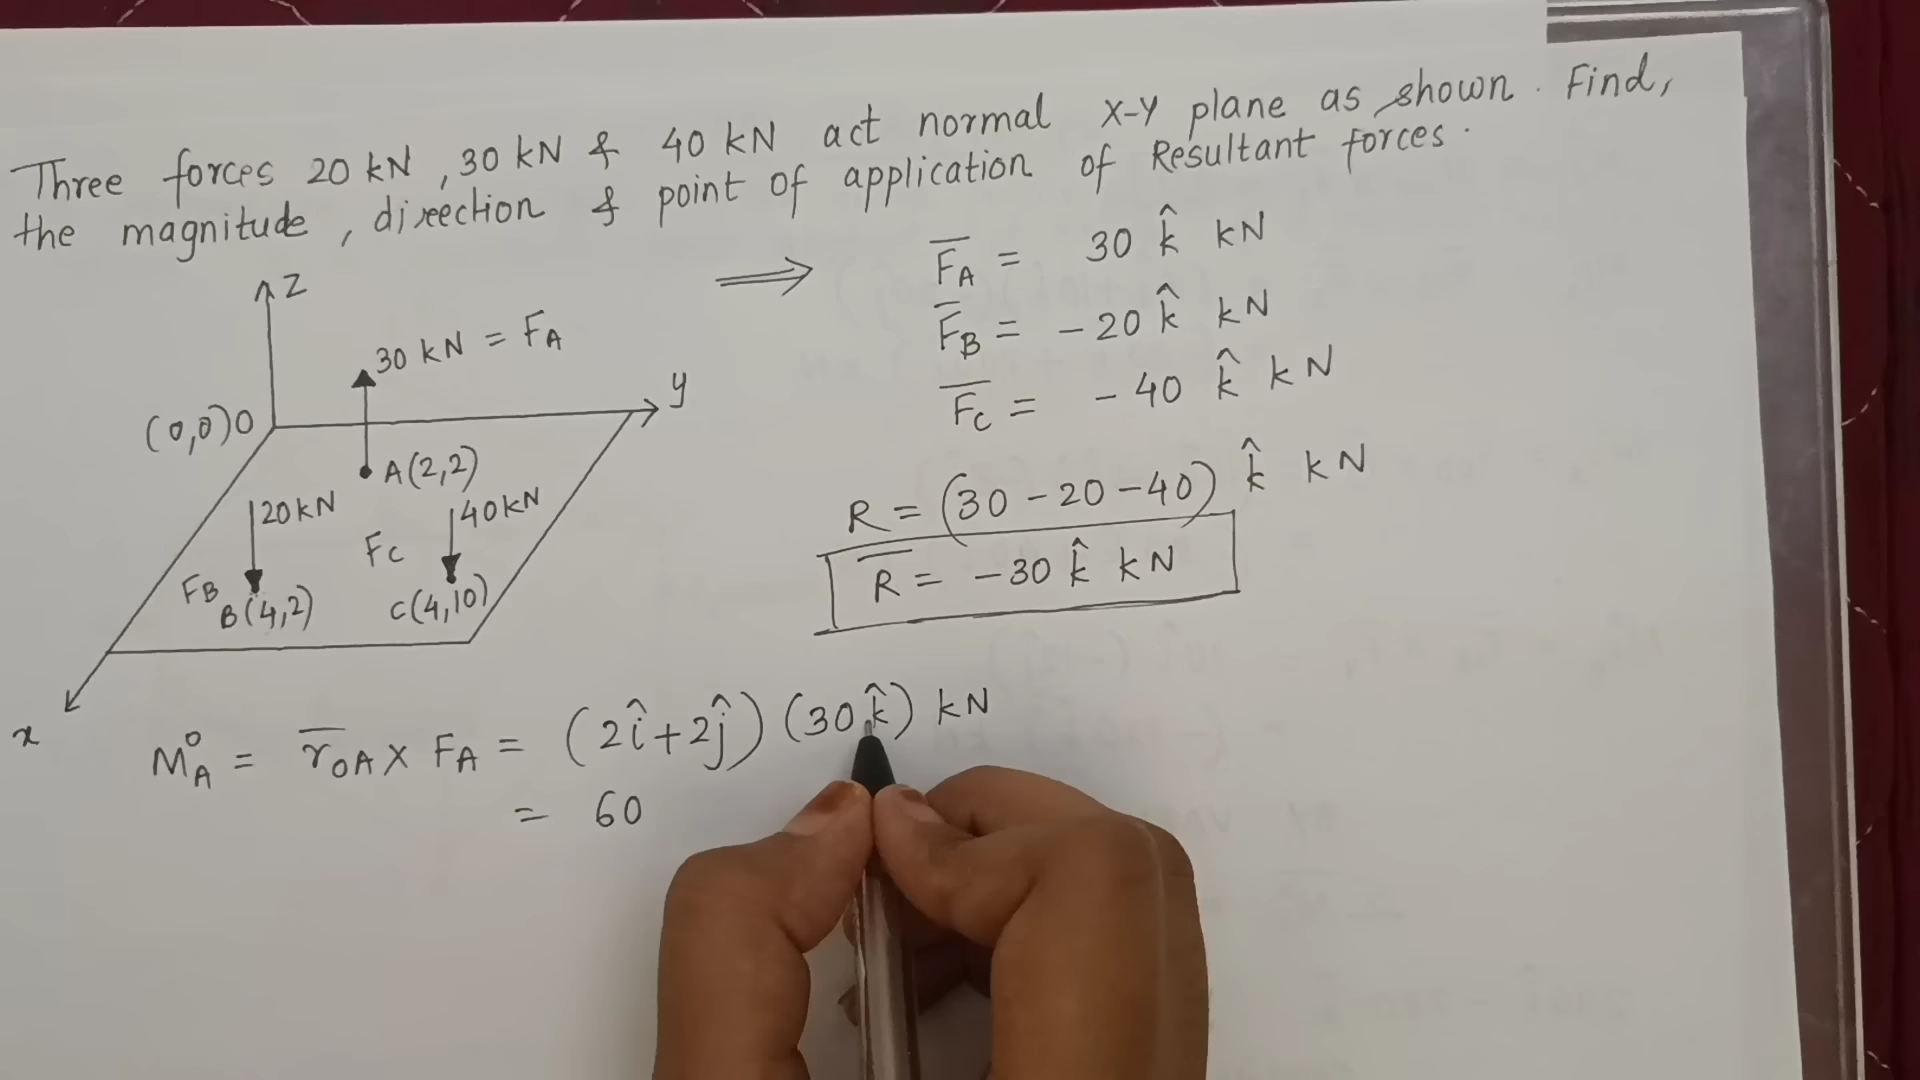 Three forces 20 kN, 30 kN & 40 kN act normal X-Y plane as shown. Find,
the magnitude, direction & point of application of Resultant forces.
Z
30 kN = FA
y
(0,0)O
A(2,2)
20kN
40kN
FC
FB
B(4,2)
C(4,10)
x
⟹
F̅A = 30 k̂ kN
F̅B = -20 k̂ kN
F̅C = -40 k̂ kN
R = (30-20-40) k̂ kN
R̅ = -30 k̂ kN
M°A = r̅OA X FA = (2î+2ĵ) (30k̂) kN
= 60